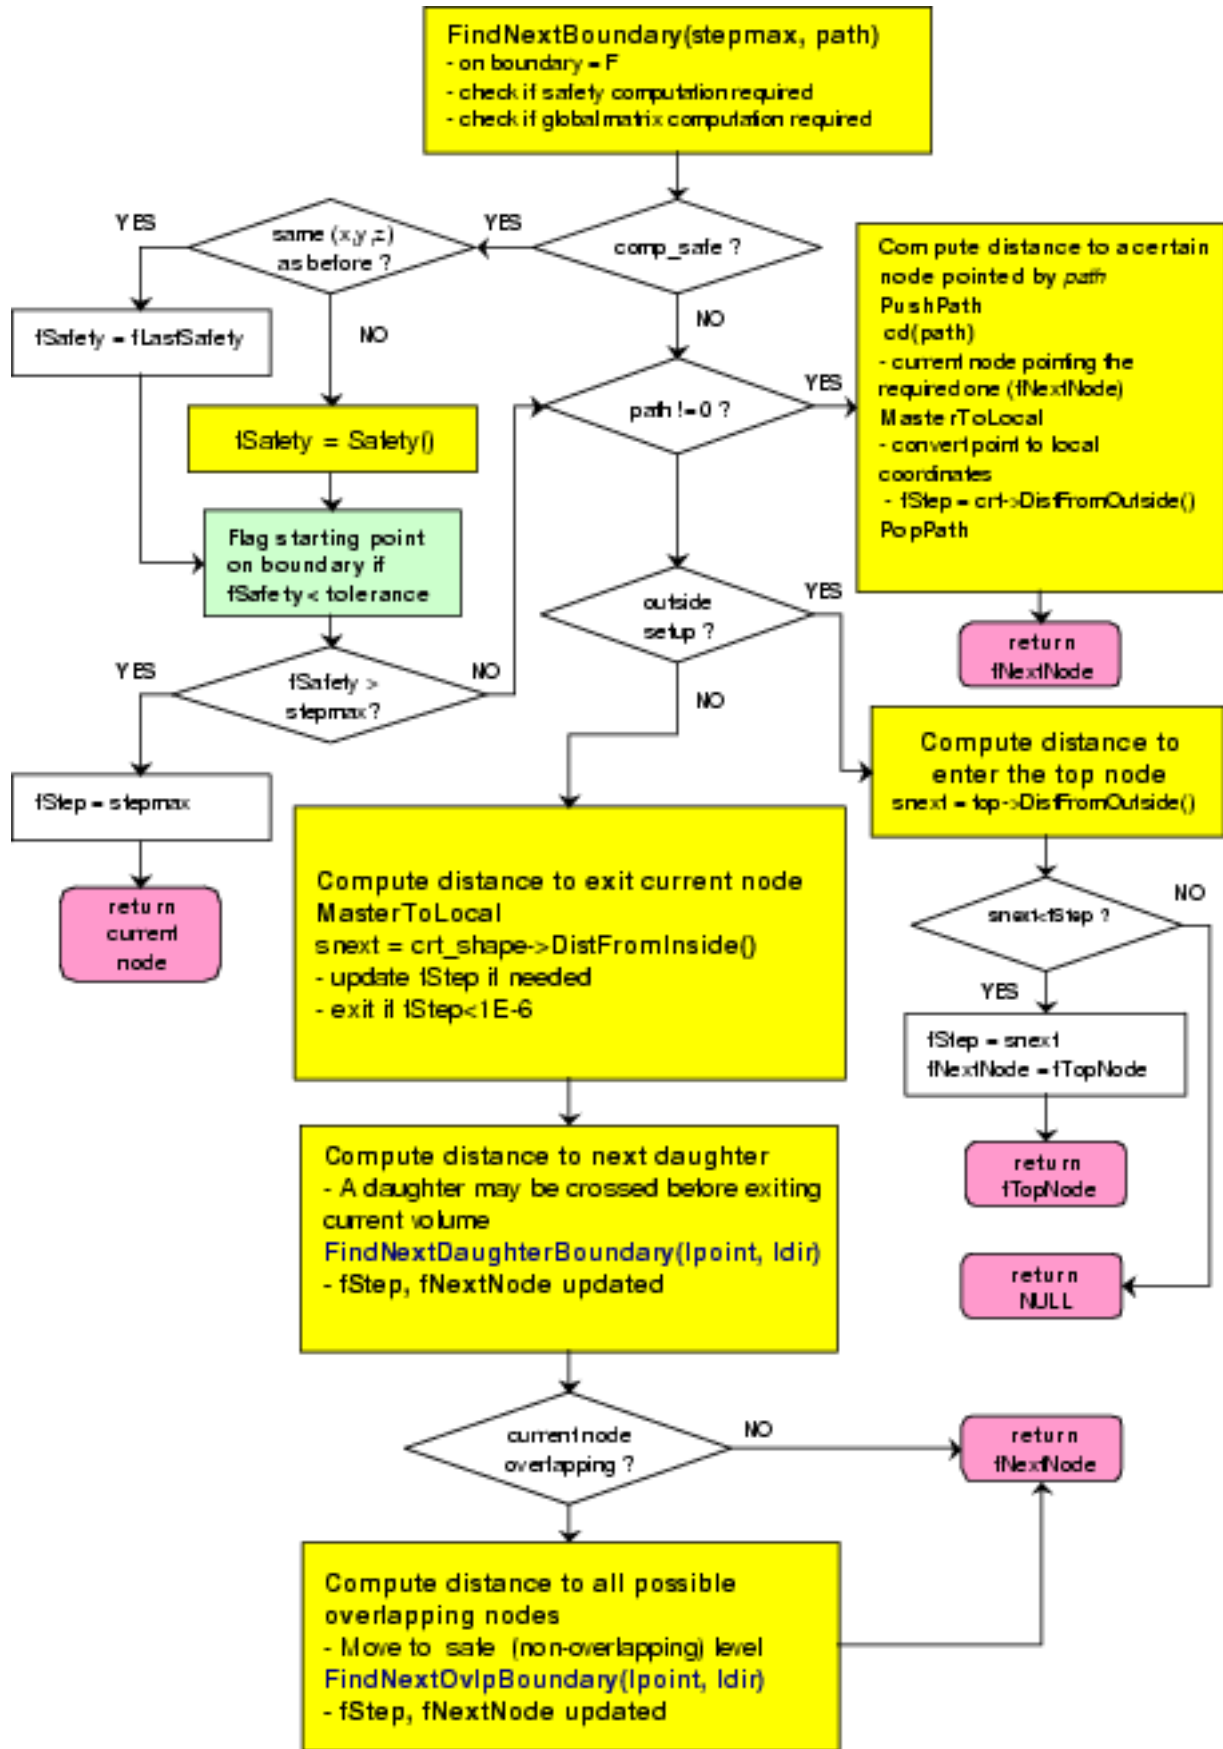 FindNextBoundary(stepmax, path)
- on boundary = F
- check if safety computation required
- check if global matrix computation required
YES
same (x,y,z)
as before ?
YES
comp_safe ?
NO
NO
fSafety = fLastSafety
fSafety = Safety()
Flag starting point
on boundary if
fSafety < tolerance
YES
fSafety >
stepmax?
NO
fStep = stepmax
return
current
node
path != 0 ?
YES
Compute distance to a certain
node pointed by path
PushPath
cd(path)
- current node pointing the
required one (fNextNode)
MasterToLocal
- convert point to local
coordinates
- fStep = crt->DistFromOutside()
PopPath
return
fNextNode
outside
setup ?
YES
NO
Compute distance to
enter the top node
snext = top->DistFromOutside()
snext<fStep ?
NO
YES
fStep = snext
fNextNode = fTopNode
return
fTopNode
return
NULL
Compute distance to exit current node
MasterToLocal
snext = crt_shape->DistFromInside()
- update fStep if needed
- exit if fStep<1E-6
Compute distance to next daughter
- A daughter may be crossed before exiting
current volume
FindNextDaughterBoundary(lpoint, ldir)
- fStep, fNextNode updated
current node
overlapping ?
NO
return
fNextNode
Compute distance to all possible
overlapping nodes
- Move to safe (non-overlapping) level
FindNextOvlpBoundary(lpoint, ldir)
- fStep, fNextNode updated